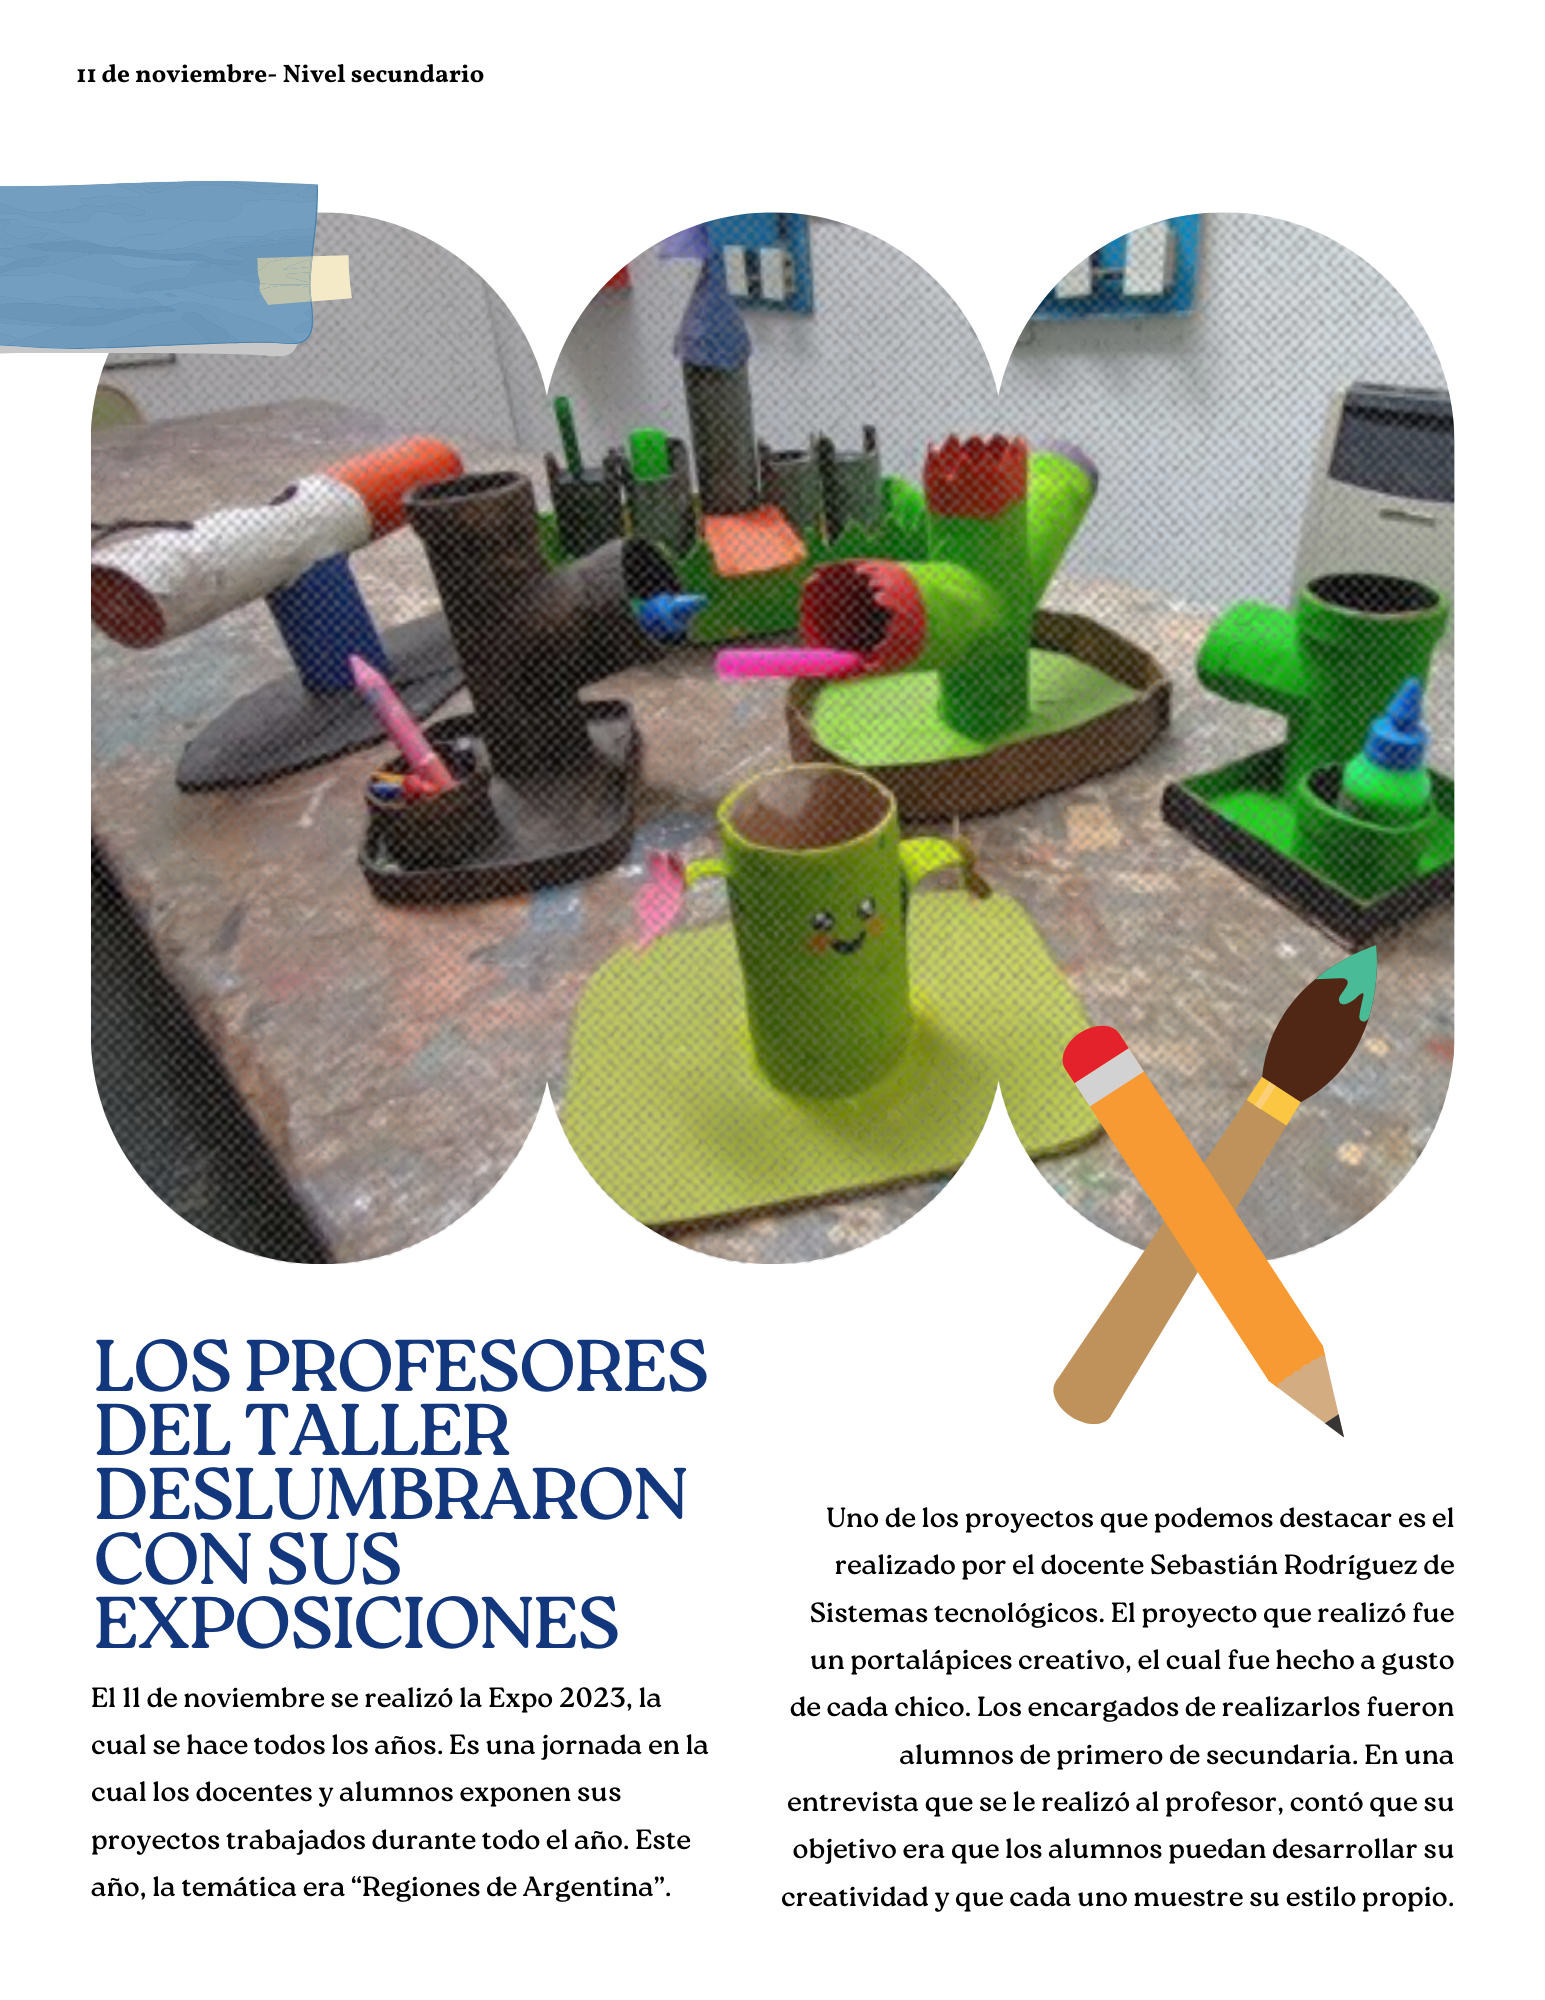 11 de noviembre- Nivel secundario
LOS PROFESORES
DEL TALLER
DESLUMBRARON
CON SUS
EXPOSICIONES
El 11 de noviembre se realizó la Expo 2023, la
cual se hace todos los años. Es una jornada en la
cual los docentes y alumnos exponen sus
proyectos trabajados durante todo el año. Este
año, la temática era “Regiones de Argentina”.
Uno de los proyectos que podemos destacar es el
realizado por el docente Sebastián Rodríguez de
Sistemas tecnológicos. El proyecto que realizó fue
un portalápices creativo, el cual fue hecho a gusto
de cada chico. Los encargados de realizarlos fueron
alumnos de primero de secundaria. En una
entrevista que se le realizó al profesor, contó que su
objetivo era que los alumnos puedan desarrollar su
creatividad y que cada uno muestre su estilo propio.